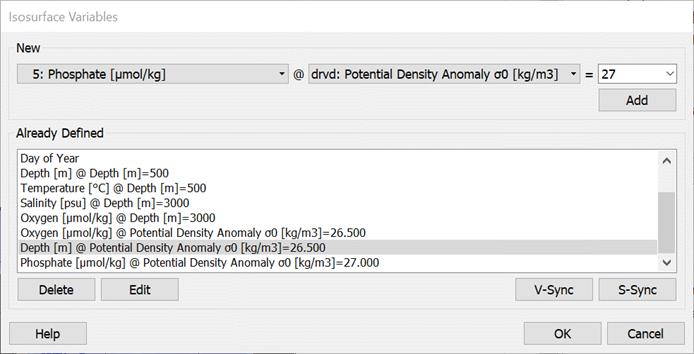 Isosurface Variables
New
5: Phosphate [µmol/kg] @ drvd: Potential Density Anomaly σ0 [kg/m3] = 27
Add
Already Defined
Day of Year
Depth [m] @ Depth [m]=500
Temperature [°C] @ Depth [m]=500
Salinity [psu] @ Depth [m]=3000
Oxygen [µmol/kg] @ Depth [m]=3000
Oxygen [µmol/kg] @ Potential Density Anomaly σ0 [kg/m3]=26.500
Depth [m] @ Potential Density Anomaly σ0 [kg/m3]=26.500
Phosphate [µmol/kg] @ Potential Density Anomaly σ0 [kg/m3]=27.000
Delete Edit V-Sync S-Sync
Help OK Cancel